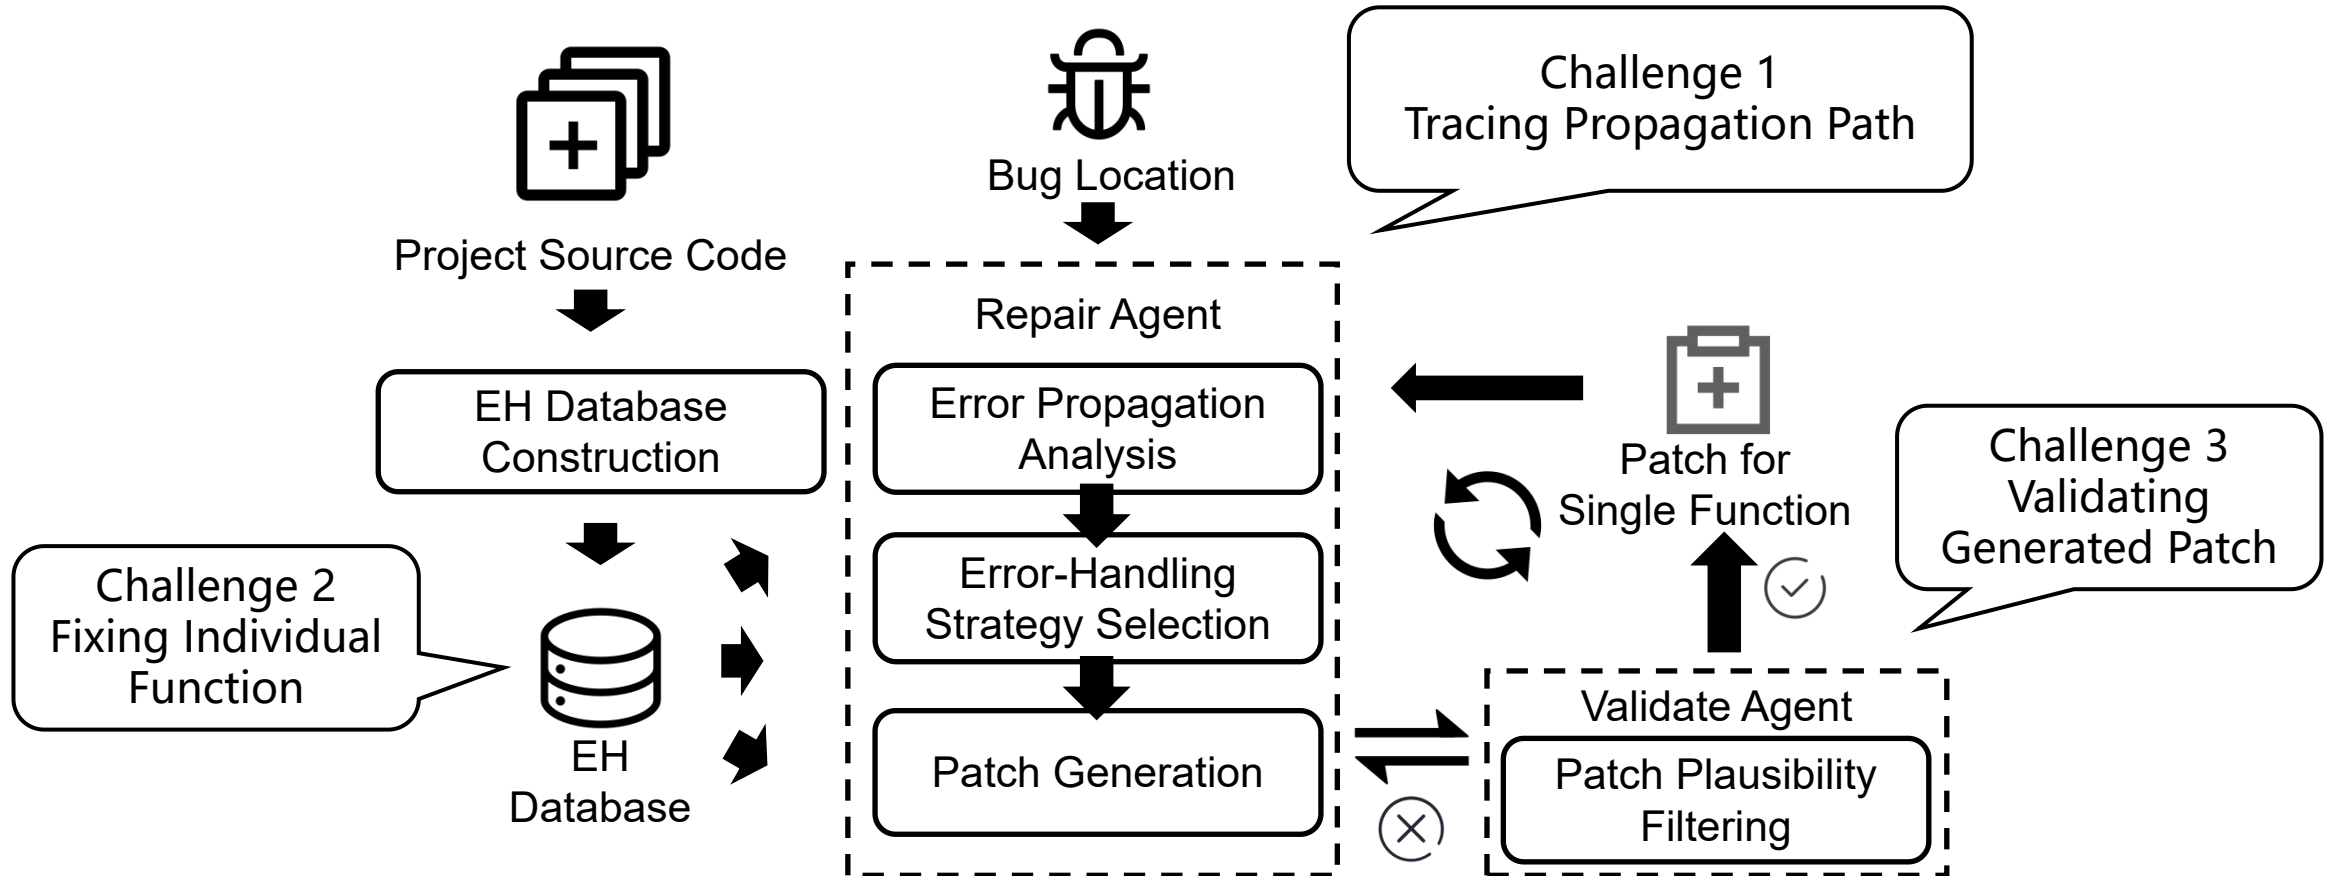 Challenge 1
Tracing Propagation Path
Bug Location
Project Source Code
Repair Agent
EH Database
Construction
Error Propagation
Analysis
Patch for
Single Function
Challenge 3
Validating
Generated Patch
Challenge 2
Fixing Individual
Function
Error-Handling
Strategy Selection
EH
Database
Patch Generation
Validate Agent
Patch Plausibility
Filtering